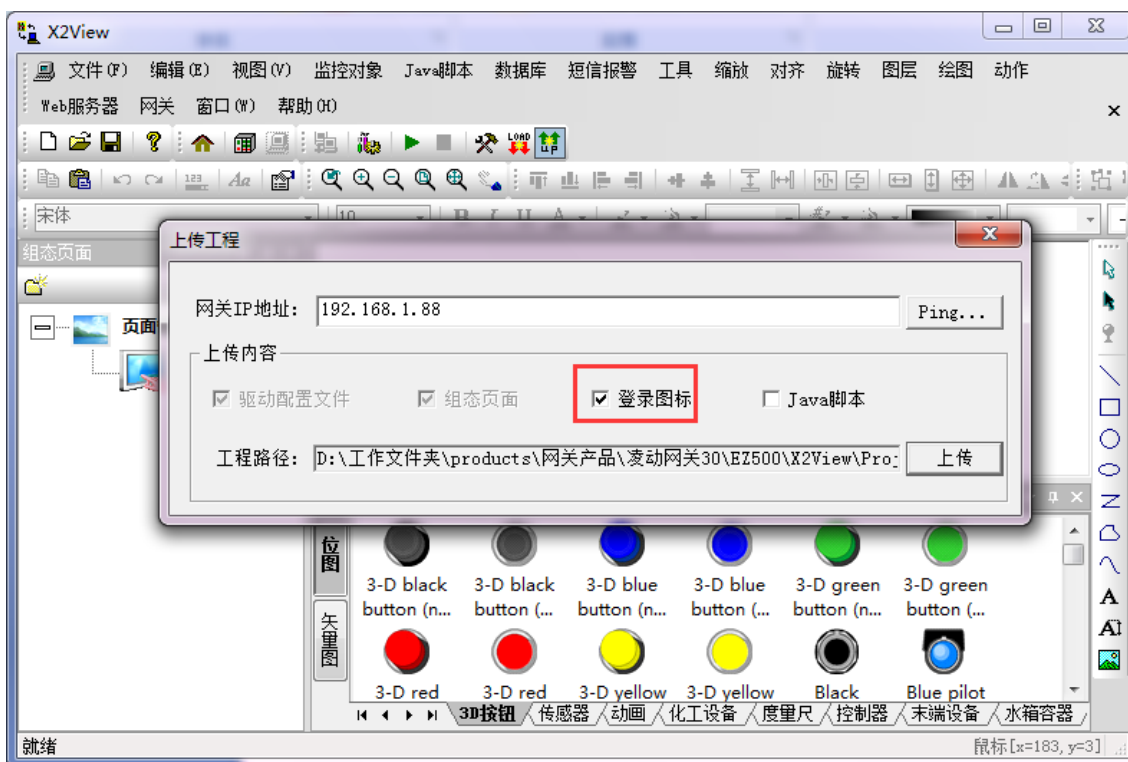 X2View
文件(F) 编辑(E) 视图(V) 监控对象 Java脚本 数据库 短信报警 工具 缩放 对齐 旋转 图层 绘图 动作
Web服务器 网关 窗口(W) 帮助(H)
LOAD
UP
123
Aa
宋体 10 B I U A
组态页面
上传工程
页面
网关IP地址: 192.168.1.88 Ping...
上传内容
驱动配置文件 组态页面 登录图标 Java脚本
工程路径: D:\工作文件夹\products\网关产品\凌动网关30\EZ500\X2View\Proj 上传
位图
矢量图
3-D black button (n...
3-D black button (...
3-D blue button (n...
3-D blue button (...
3-D green button (n...
3-D green button (...
3-D red
3-D red
3-D yellow
3-D yellow
Black
Blue pilot
3D按钮 传感器 动画 化工设备 度量尺 控制器 末端设备 水箱容器
A
A
就绪 鼠标[x=183, y=3]